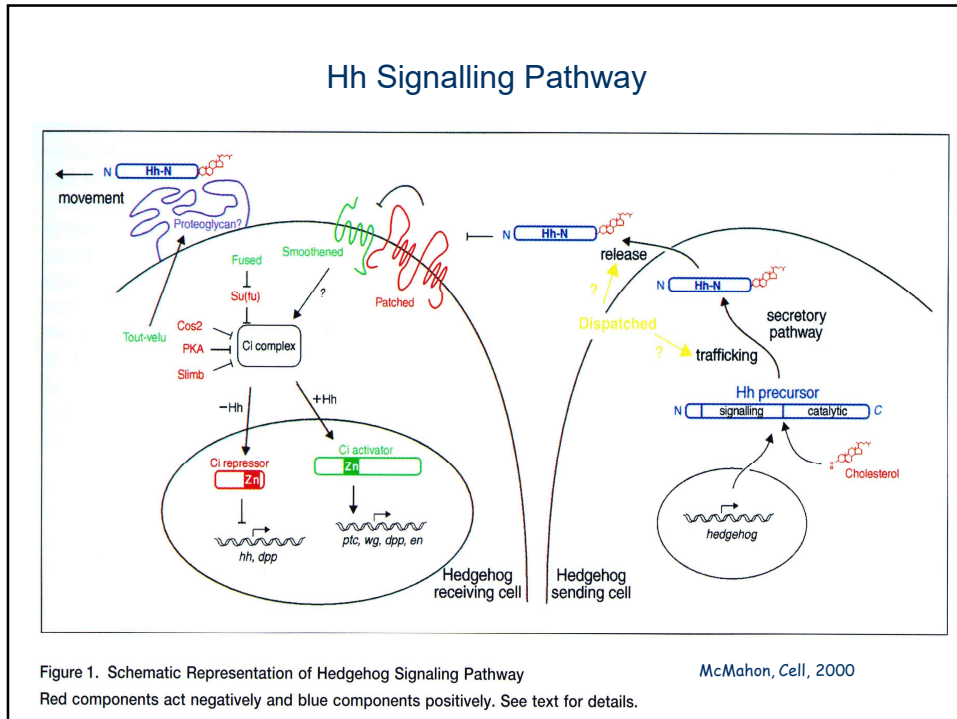 Hh Signalling Pathway
N Hh-N
movement
Proteoglycan?
Smoothened
Fused
?
Su(fu)
Patched
Tout-velu
Cos2
PKA
Slimb
Ci complex
–Hh
+Hh
Ci repressor
Zn
hh, dpp
Ci activator
Zn
ptc, wg, dpp, en
Hedgehog
receiving cell
Hedgehog
sending cell
N Hh-N
release
N Hh-N
?
Dispatched
?
trafficking
secretory
pathway
Hh precursor
N signalling catalytic C
Cholesterol
hedgehog
Figure 1. Schematic Representation of Hedgehog Signaling Pathway
McMahon, Cell, 2000
Red components act negatively and blue components positively. See text for details.